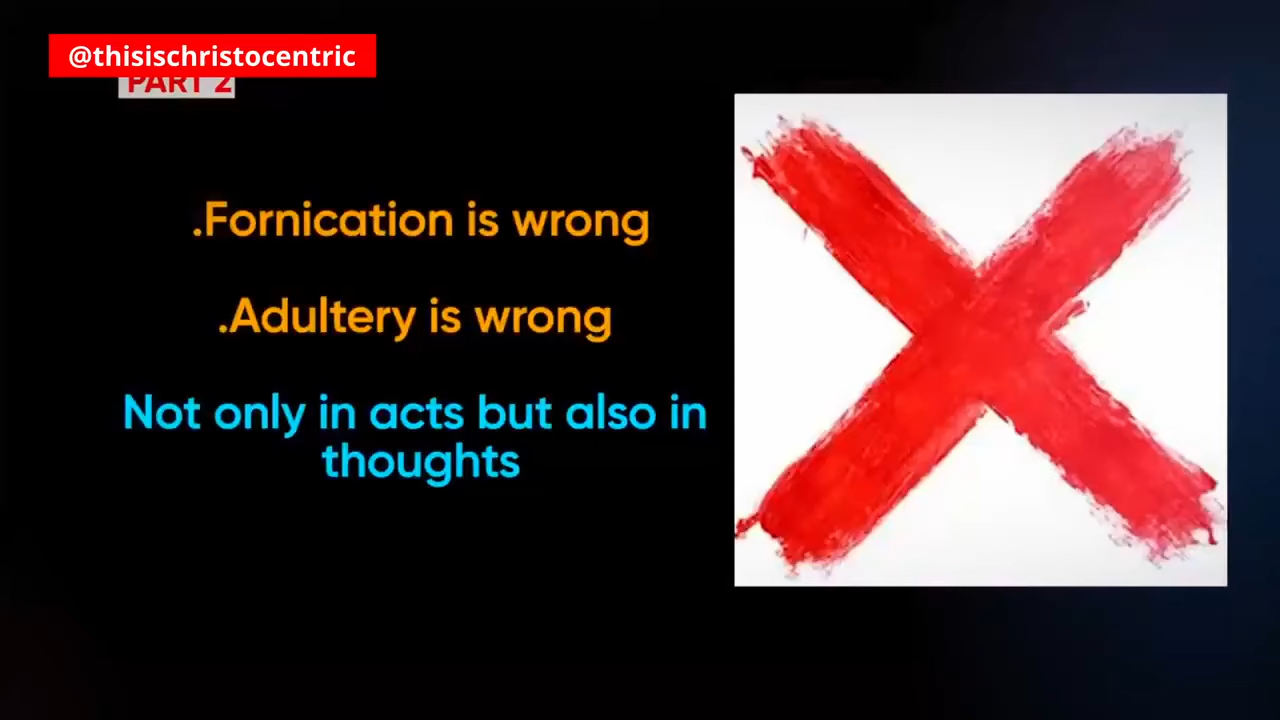 @thisischristocentric
PART 2
.Fornication is wrong
.Adultery is wrong
Not only in acts but also in
thoughts